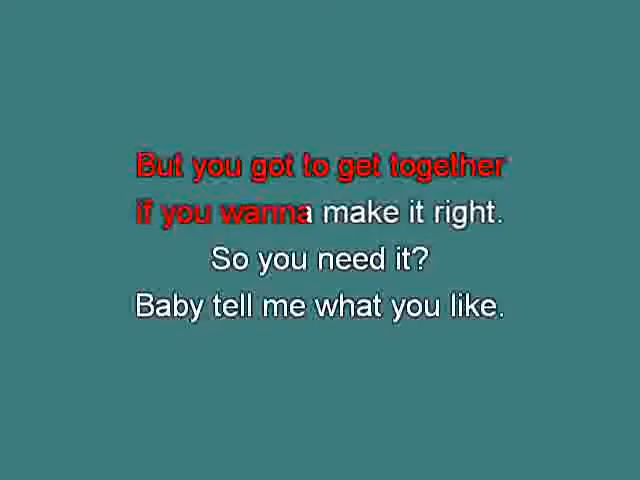 But you got to get together
if you wanna make it right.
So you need it?
Baby tell me what you like.